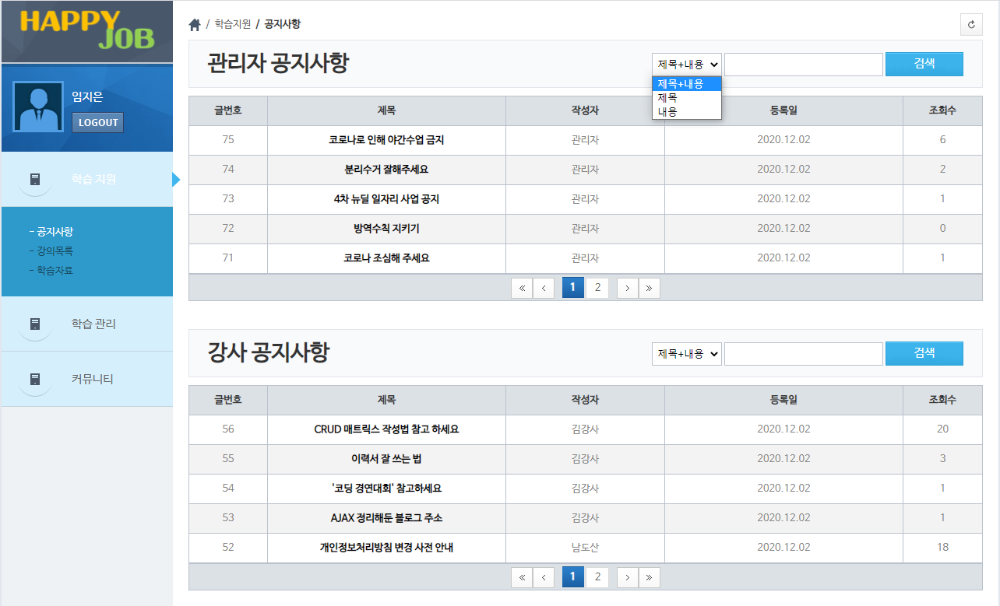 HAPPY
JOB
임지은
LOGOUT
학습 지원
- 공지사항
- 강의목록
- 학습자료
학습 관리
커뮤니티
/ 학습지원 / 공지사항
관리자 공지사항
제목+내용
검색
제목+내용
제목
내용
글번호 제목 작성자 등록일 조회수
75 코로나로 인해 야간수업 금지 관리자 2020.12.02 6
74 분리수거 잘해주세요 관리자 2020.12.02 2
73 4차 뉴딜 일자리 사업 공지 관리자 2020.12.02 1
72 방역수칙 지키기 관리자 2020.12.02 0
71 코로나 조심해 주세요 관리자 2020.12.02 1
« ‹ 1 2 › »
강사 공지사항
제목+내용
검색
글번호 제목 작성자 등록일 조회수
56 CRUD 매트릭스 작성법 참고 하세요 김강사 2020.12.02 20
55 이력서 잘 쓰는 법 김강사 2020.12.02 3
54 '코딩 경연대회' 참고하세요 김강사 2020.12.02 1
53 AJAX 정리해둔 블로그 주소 김강사 2020.12.02 1
52 개인정보처리방침 변경 사전 안내 남도산 2020.12.02 18
« ‹ 1 2 › »